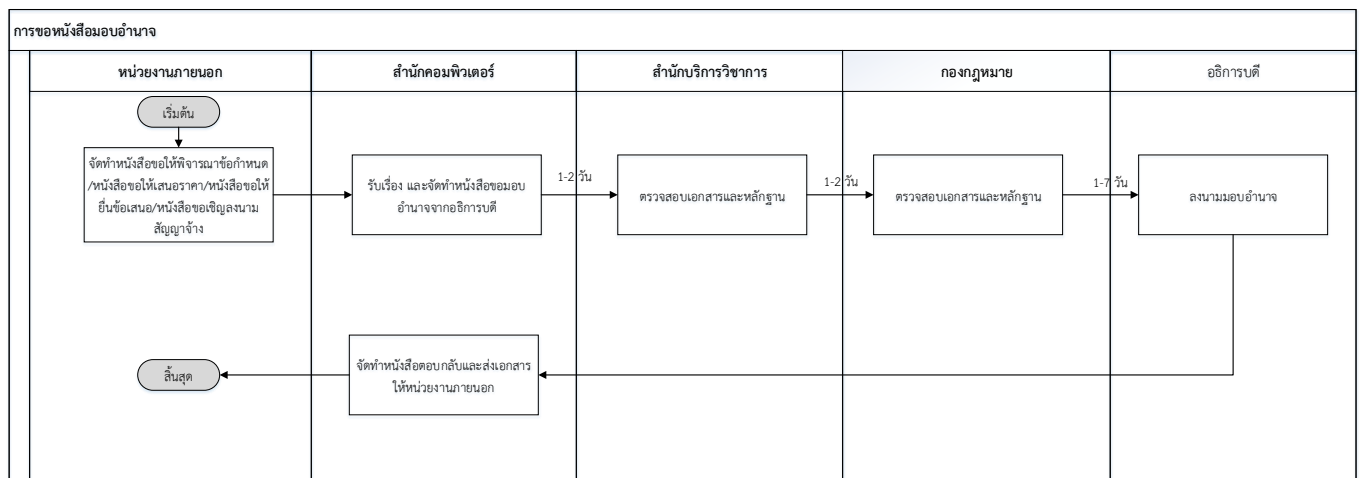 การขอหนังสือมอบอำนาจ
หน่วยงานภายนอก
สำนักคอมพิวเตอร์
สำนักบริการวิชาการ
กองกฎหมาย
อธิการบดี
เริ่มต้น
จัดทำหนังสือขอให้พิจารณาข้อกำหนด
/หนังสือขอให้เสนอราคา/หนังสือขอให้
ยื่นข้อเสนอ/หนังสือขอเชิญลงนาม
สัญญาจ้าง
รับเรื่อง และจัดทำหนังสือขอมอบ
อำนาจจากอธิการบดี
1-2 วัน
ตรวจสอบเอกสารและหลักฐาน
1-2 วัน
ตรวจสอบเอกสารและหลักฐาน
1-7 วัน
ลงนามมอบอำนาจ
จัดทำหนังสือตอบกลับและส่งเอกสาร
ให้หน่วยงานภายนอก
สิ้นสุด